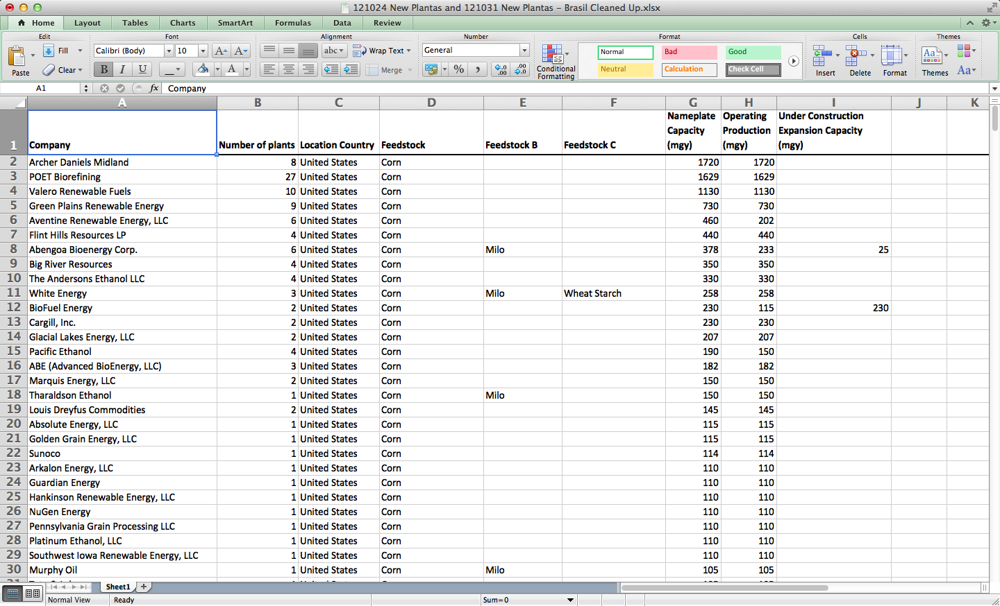 121024 New Plantas and 121031 New Plantas – Brasil Cleaned Up.xlsx
Home Layout Tables Charts SmartArt Formulas Data Review
Edit Font Alignment Number Format Cells Themes
Paste Fill Clear Calibri (Body) 10 A A abc Wrap Text General Conditional Formatting Normal Bad Good Insert Delete Format Themes Aa
B I U A Merge % Neutral Calculation Check Cell
A1 fx Company
A B C D E F G H I J K
1 Company Number of plants Location Country Feedstock Feedstock B Feedstock C Nameplate Capacity (mgy) Operating Production (mgy) Under Construction Expansion Capacity (mgy)
2 Archer Daniels Midland 8 United States Corn 1720 1720
3 POET Biorefining 27 United States Corn 1629 1629
4 Valero Renewable Fuels 10 United States Corn 1130 1130
5 Green Plains Renewable Energy 9 United States Corn 730 730
6 Aventine Renewable Energy, LLC 6 United States Corn 460 202
7 Flint Hills Resources LP 4 United States Corn 440 440
8 Abengoa Bioenergy Corp. 6 United States Corn Milo 378 233 25
9 Big River Resources 4 United States Corn 350 350
10 The Andersons Ethanol LLC 4 United States Corn 330 330
11 White Energy 3 United States Corn Milo Wheat Starch 258 258
12 BioFuel Energy 2 United States Corn 230 115 230
13 Cargill, Inc. 2 United States Corn 230 230
14 Glacial Lakes Energy, LLC 2 United States Corn 207 207
15 Pacific Ethanol 4 United States Corn 190 150
16 ABE (Advanced BioEnergy, LLC) 3 United States Corn 182 182
17 Marquis Energy, LLC 2 United States Corn 150 150
18 Tharaldson Ethanol 1 United States Corn Milo 150 150
19 Louis Dreyfus Commodities 2 United States Corn 145 145
20 Absolute Energy, LLC 1 United States Corn 115 115
21 Golden Grain Energy, LLC 1 United States Corn 115 115
22 Sunoco 1 United States Corn 114 114
23 Arkalon Energy, LLC 1 United States Corn 110 110
24 Guardian Energy 1 United States Corn 110 110
25 Hankinson Renewable Energy, LLC 1 United States Corn 110 110
26 NuGen Energy 1 United States Corn 110 110
27 Pennsylvania Grain Processing LLC 1 United States Corn 110 110
28 Platinum Ethanol, LLC 1 United States Corn 110 110
29 Southwest Iowa Renewable Energy, LLC 1 United States Corn 110 110
30 Murphy Oil 1 United States Corn Milo 105 105
Sheet1
Normal View Ready Sum=0